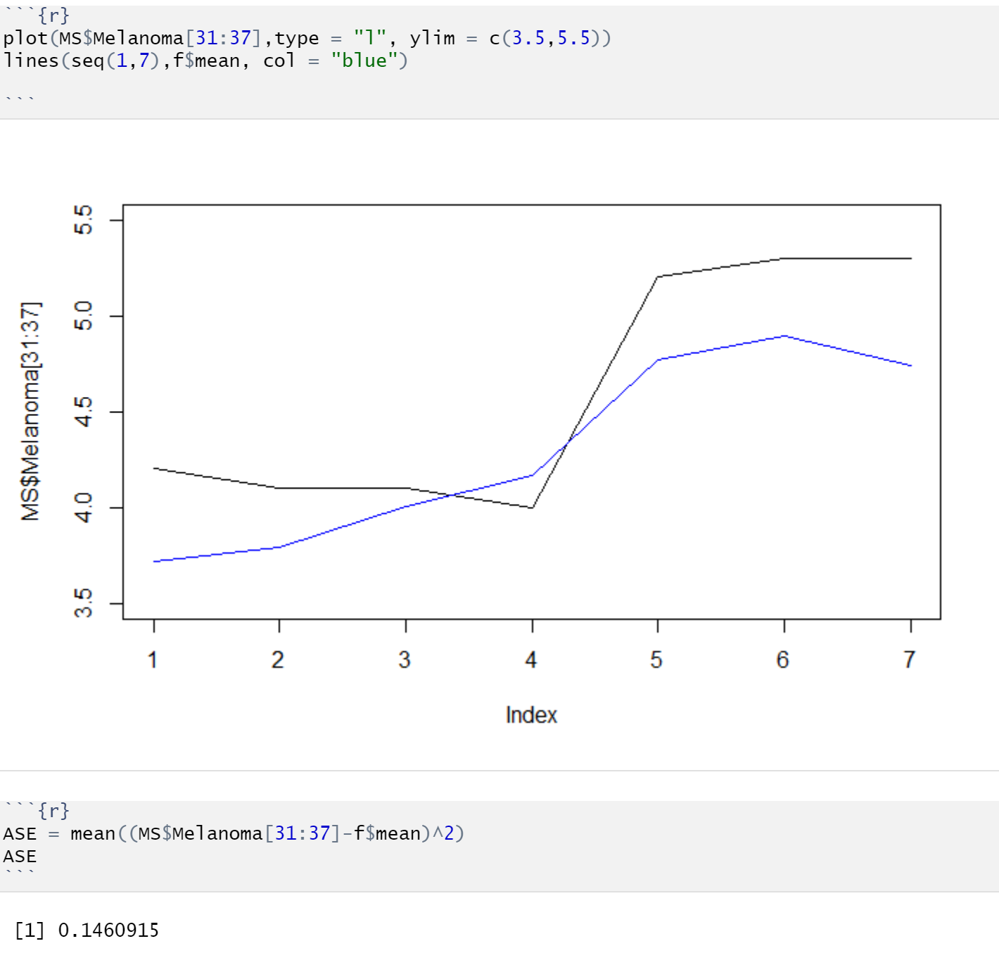 ```{r}
plot(MS$Melanoma[31:37],type = "l", ylim = c(3.5,5.5))
lines(seq(1,7),f$mean, col = "blue")
```
5.5
5.0
4.5
4.0
3.5
MS$Melanoma[31:37]
1 2 3 4 5 6 7
Index
```{r}
ASE = mean((MS$Melanoma[31:37]-f$mean)^2)
ASE
```
[1] 0.1460915